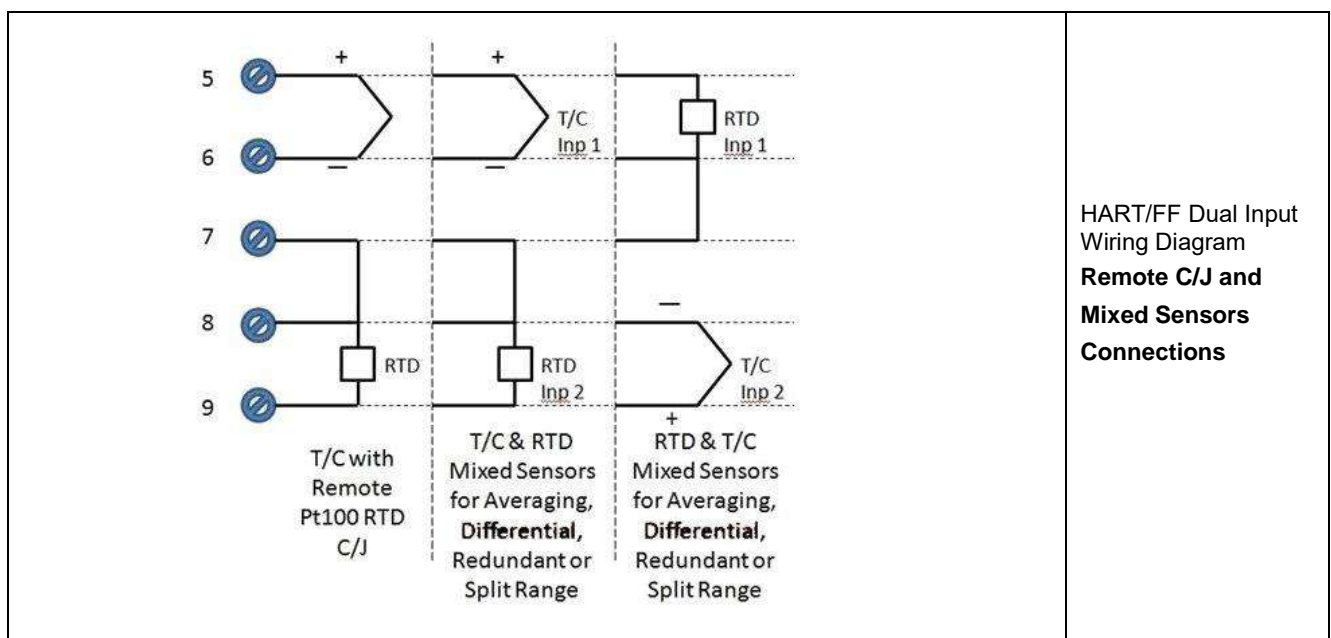 5
6
7
8
9
+
—
+
—
T/C
Inp 1
RTD
Inp 1
RTD
RTD
Inp 2
—
T/C
Inp 2
+
T/C with
Remote
Pt100 RTD
C/J
T/C & RTD
Mixed Sensors
for Averaging,
Differential,
Redundant or
Split Range
RTD & T/C
Mixed Sensors
for Averaging,
Differential,
Redundant or
Split Range
HART/FF Dual Input
Wiring Diagram
Remote C/J and
Mixed Sensors
Connections